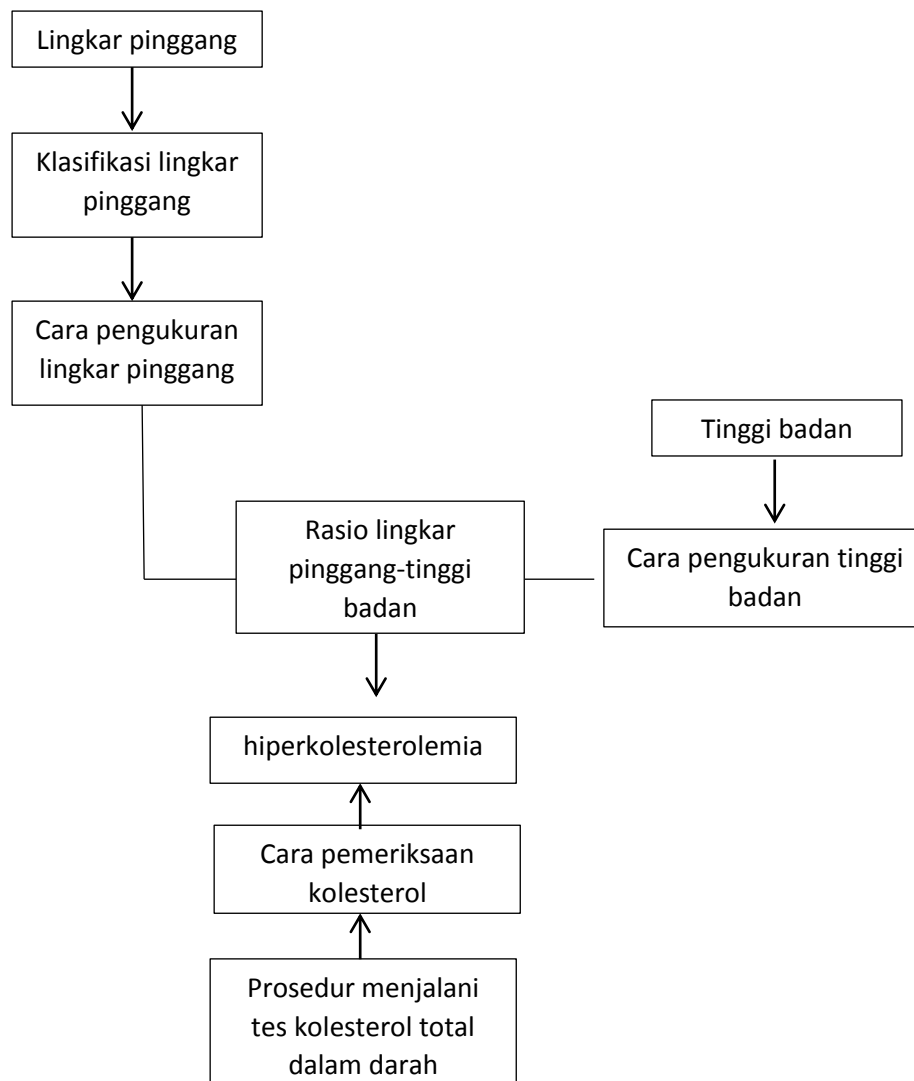 Lingkar pinggang
Klasifikasi lingkar
pinggang
Cara pengukuran
lingkar pinggang
Tinggi badan
Rasio lingkar
pinggang-tinggi
badan
Cara pengukuran tinggi
badan
hiperkolesterolemia
Cara pemeriksaan
kolesterol
Prosedur menjalani
tes kolesterol total
dalam darah